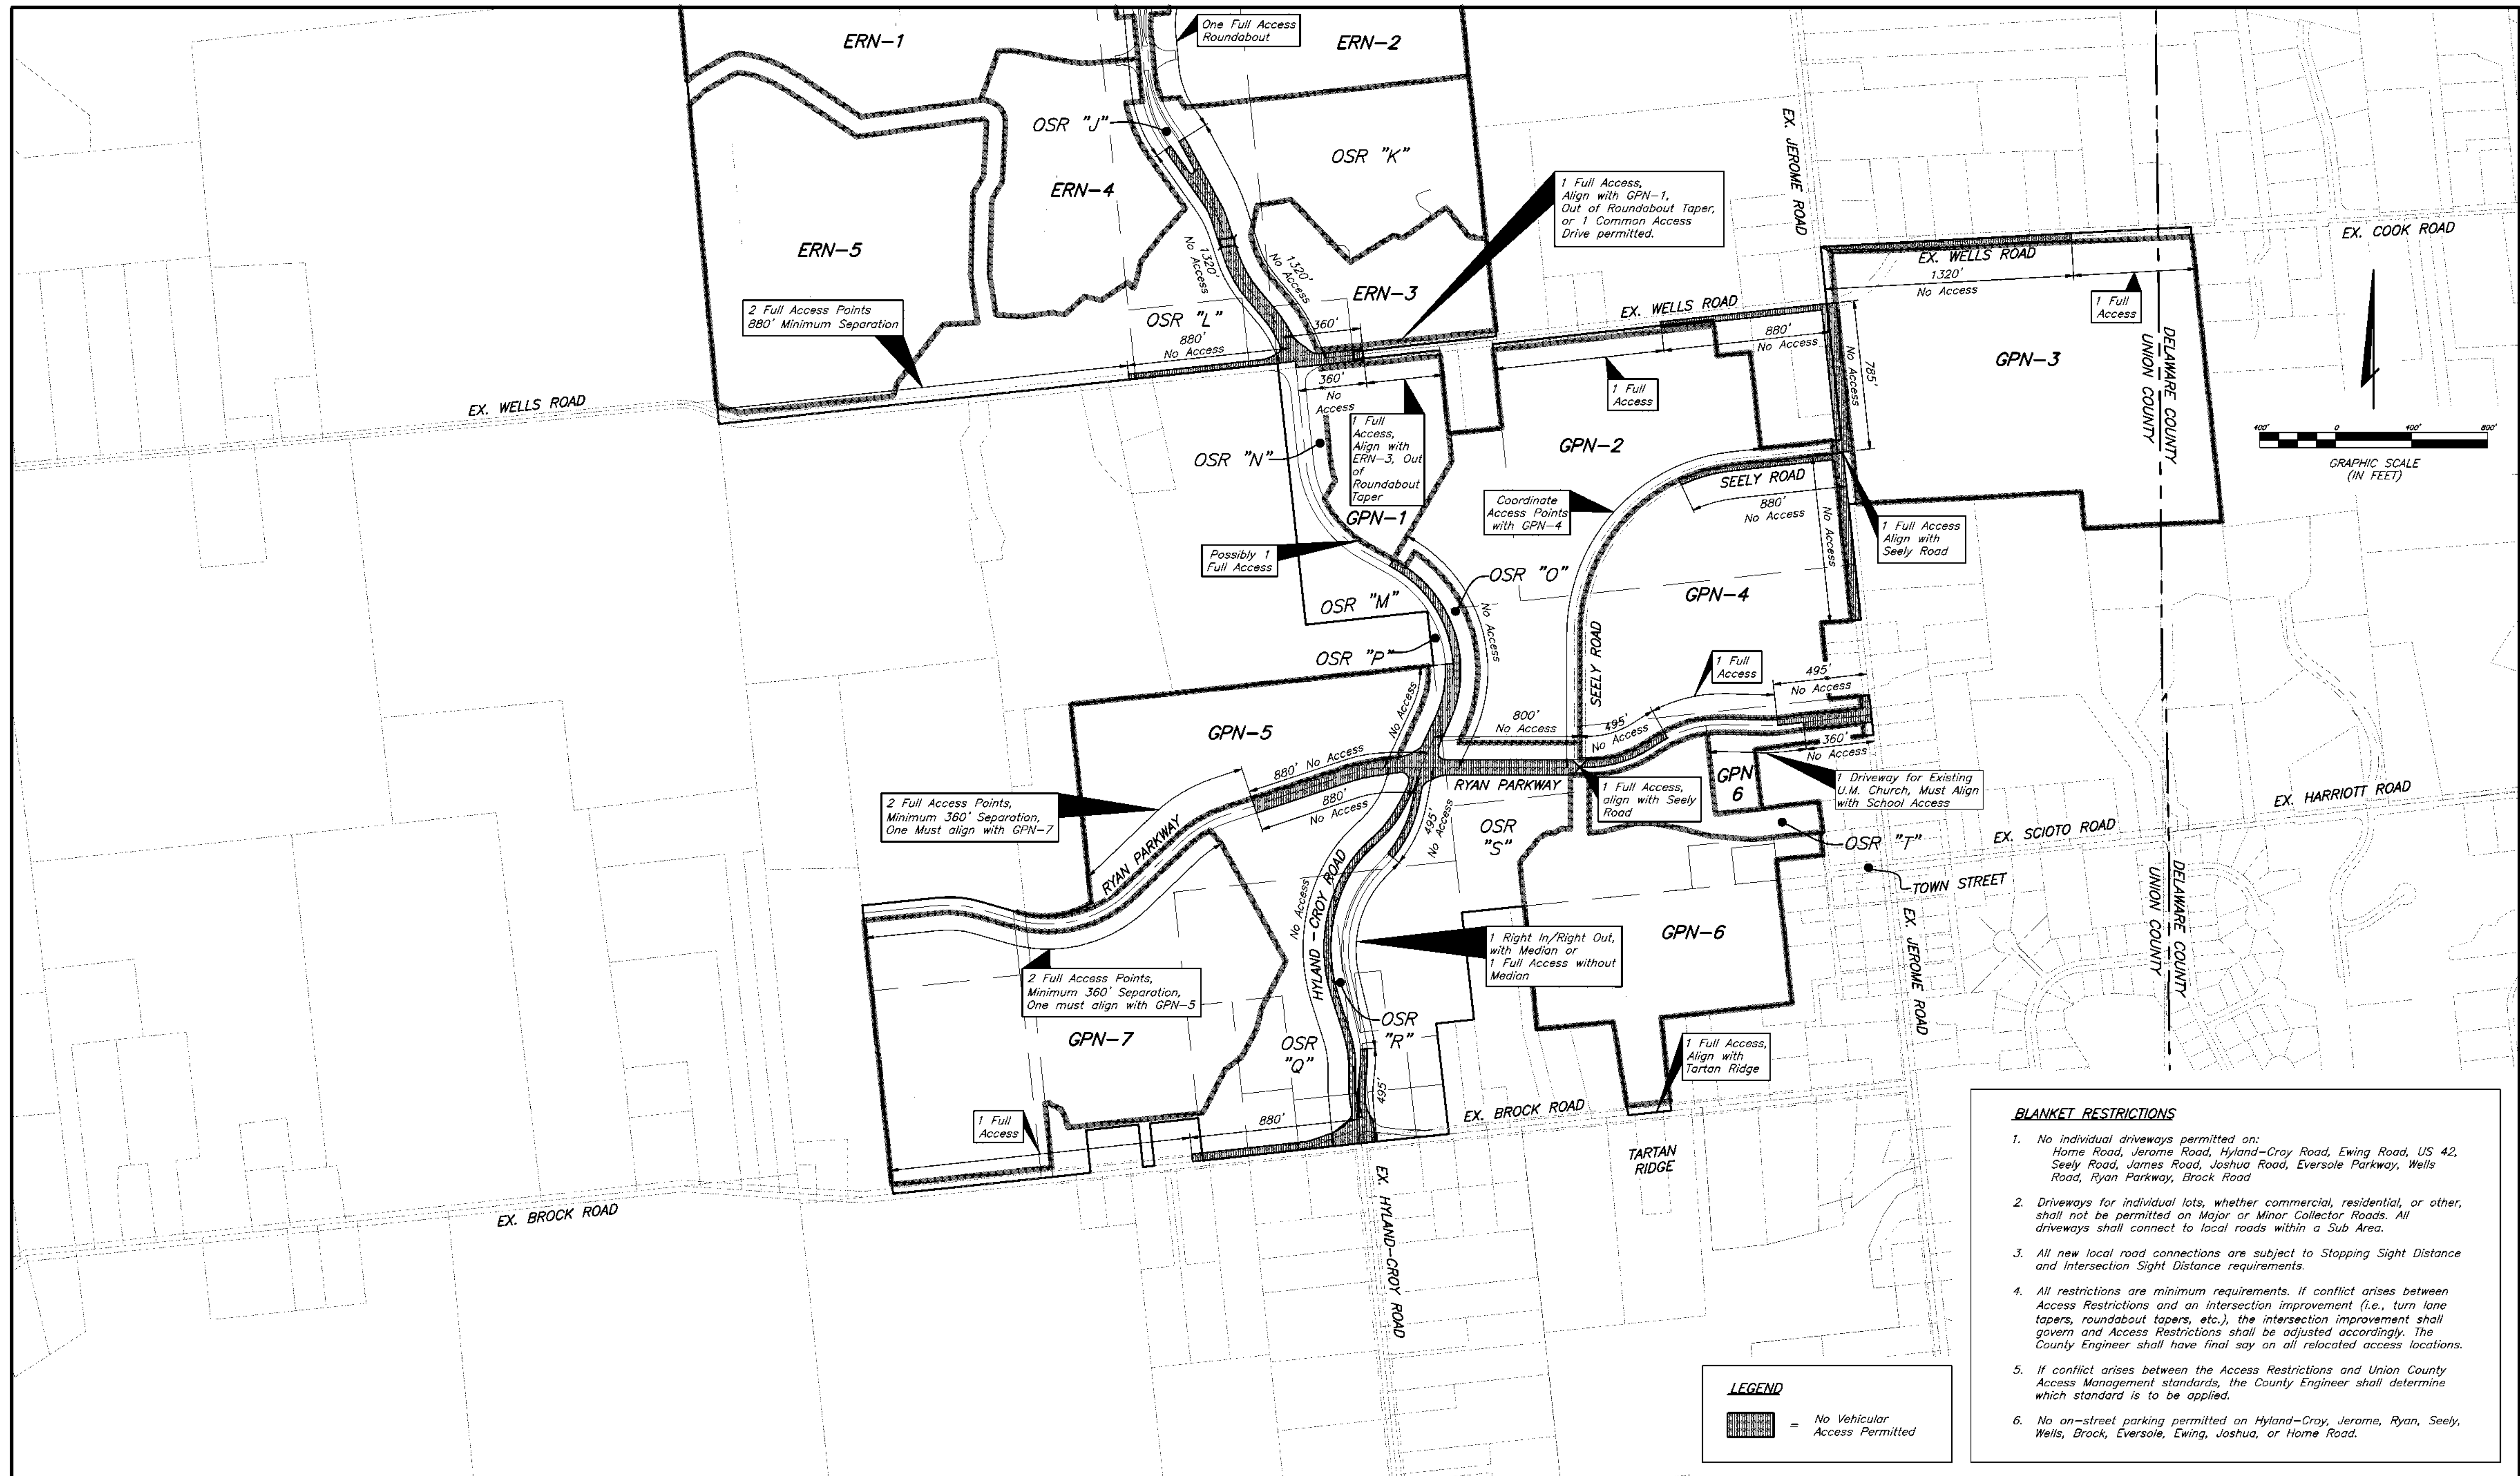 ERN-1
One Full Access
Roundabout
ERN-2
OSR "J"
OSR "K"
ERN-4
ERN-5
1 Full Access,
Align with GPN-1,
Out of Roundabout Taper,
or 1 Common Access
Drive permitted.
EX. JEROME ROAD
EX. COOK ROAD
1320'
No Access
1320'
No Access
ERN-3
EX. WELLS ROAD
1320'
No Access
1 Full
Access
2 Full Access Points
880' Minimum Separation
OSR "L"
880'
No Access
360'
EX. WELLS ROAD
880'
No Access
No Access
785'
GPN-3
DELAWARE COUNTY
UNION COUNTY
EX. WELLS ROAD
360'
No
Access
1 Full
Access
1 Full
Access,
Align with
ERN-3, Out
of
Roundabout
Taper
OSR "N"
GPN-2
400'
0
400'
800'
GRAPHIC SCALE
(IN FEET)
SEELY ROAD
880'
No Access
Coordinate
Access Points
with GPN-4
GPN-1
No Access
1 Full Access
Align with
Seely Road
Possibly 1
Full Access
OSR "O"
OSR "M"
GPN-4
No Access
OSR "P"
SEELY ROAD
1 Full
Access
495'
No Access
No Access
GPN-5
800'
No Access
495'
No Access
360'
No Access
880' No Access
880'
No Access
RYAN PARKWAY
GPN
6
1 Driveway for Existing
U.M. Church, Must Align
with School Access
2 Full Access Points,
Minimum 360' Separation,
One Must align with GPN-7
1 Full Access,
align with Seely
Road
EX. HARRIOTT ROAD
RYAN PARKWAY
495'
No Access
OSR
"S"
OSR "T"
EX. SCIOTO ROAD
TOWN STREET
HYLAND-CROY ROAD
No Access
DELAWARE COUNTY
UNION COUNTY
EX. JEROME ROAD
1 Right In/Right Out,
with Median or
1 Full Access without
Median
GPN-6
2 Full Access Points,
Minimum 360' Separation,
One must align with GPN-5
GPN-7
OSR
"Q"
OSR
"R"
1 Full Access,
Align with
Tartan Ridge
495'
1 Full
Access
880'
EX. BROCK ROAD
TARTAN
RIDGE
EX. BROCK ROAD
EX. HYLAND-CROY ROAD
BLANKET RESTRICTIONS
1. No individual driveways permitted on:
Home Road, Jerome Road, Hyland-Croy Road, Ewing Road, US 42,
Seely Road, James Road, Joshua Road, Eversole Parkway, Wells
Road, Ryan Parkway, Brock Road
2. Driveways for individual lots, whether commercial, residential, or other,
shall not be permitted on Major or Minor Collector Roads. All
driveways shall connect to local roads within a Sub Area.
3. All new local road connections are subject to Stopping Sight Distance
and Intersection Sight Distance requirements.
4. All restrictions are minimum requirements. If conflict arises between
Access Restrictions and an intersection improvement (i.e., turn lane
tapers, roundabout tapers, etc.), the intersection improvement shall
govern and Access Restrictions shall be adjusted accordingly. The
County Engineer shall have final say on all relocated access locations.
5. If conflict arises between the Access Restrictions and Union County
Access Management standards, the County Engineer shall determine
which standard is to be applied.
6. No on-street parking permitted on Hyland-Croy, Jerome, Ryan, Seely,
Wells, Brock, Eversole, Ewing, Joshua, or Home Road.
LEGEND
= No Vehicular
Access Permitted